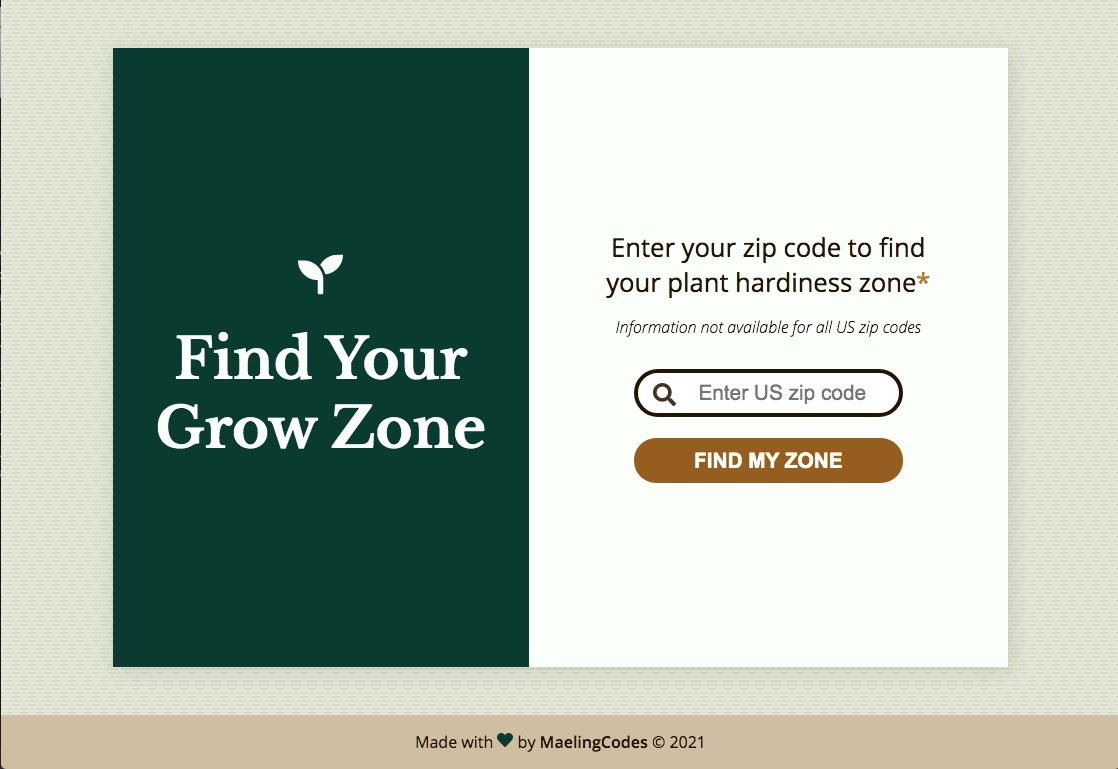 Find Your
Grow Zone
Enter your zip code to find
your plant hardiness zone*
Information not available for all US zip codes
Enter US zip code
FIND MY ZONE
Made with ♥ by MaelingCodes © 2021